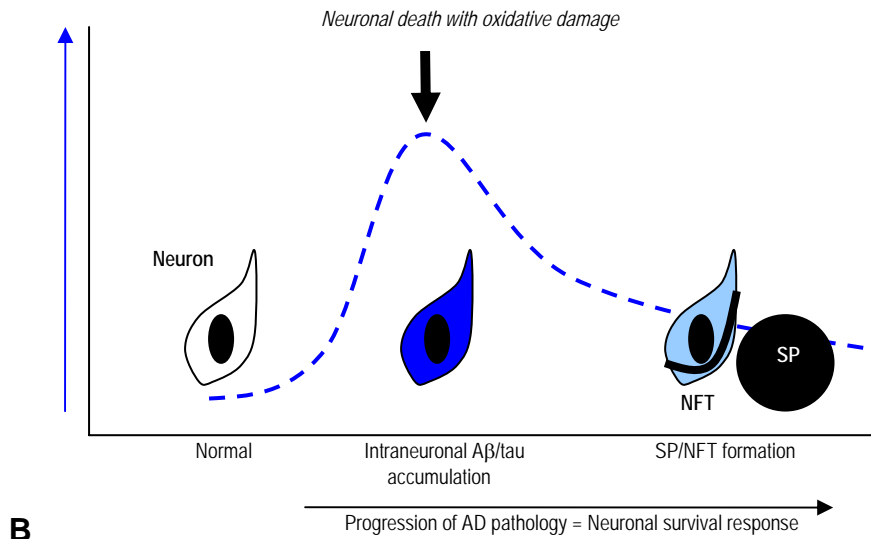 Neuronal death with oxidative damage
Neuron
SP
NFT
Normal
Intraneuronal Aβ/tau
accumulation
SP/NFT formation
Progression of AD pathology = Neuronal survival response
B